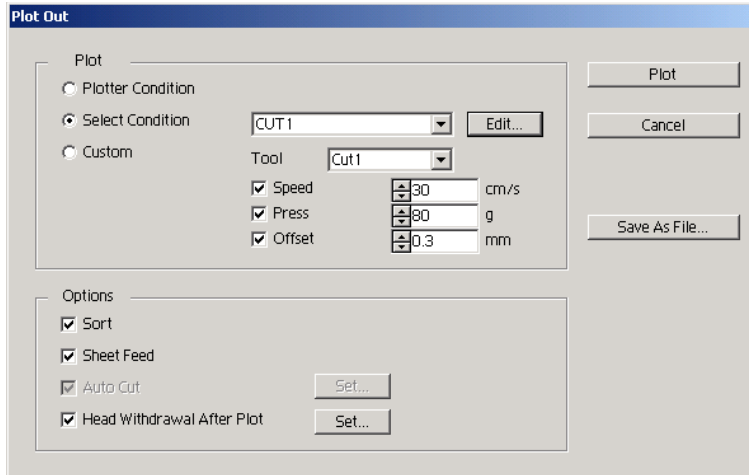 Plot Out
Plot
Plotter Condition
Select Condition CUT1 Edit...
Custom
Tool Cut1
Speed 30 cm/s
Press 80 g
Offset 0.3 mm
Plot
Cancel
Save As File...
Options
Sort
Sheet Feed
Auto Cut Set...
Head Withdrawal After Plot Set...